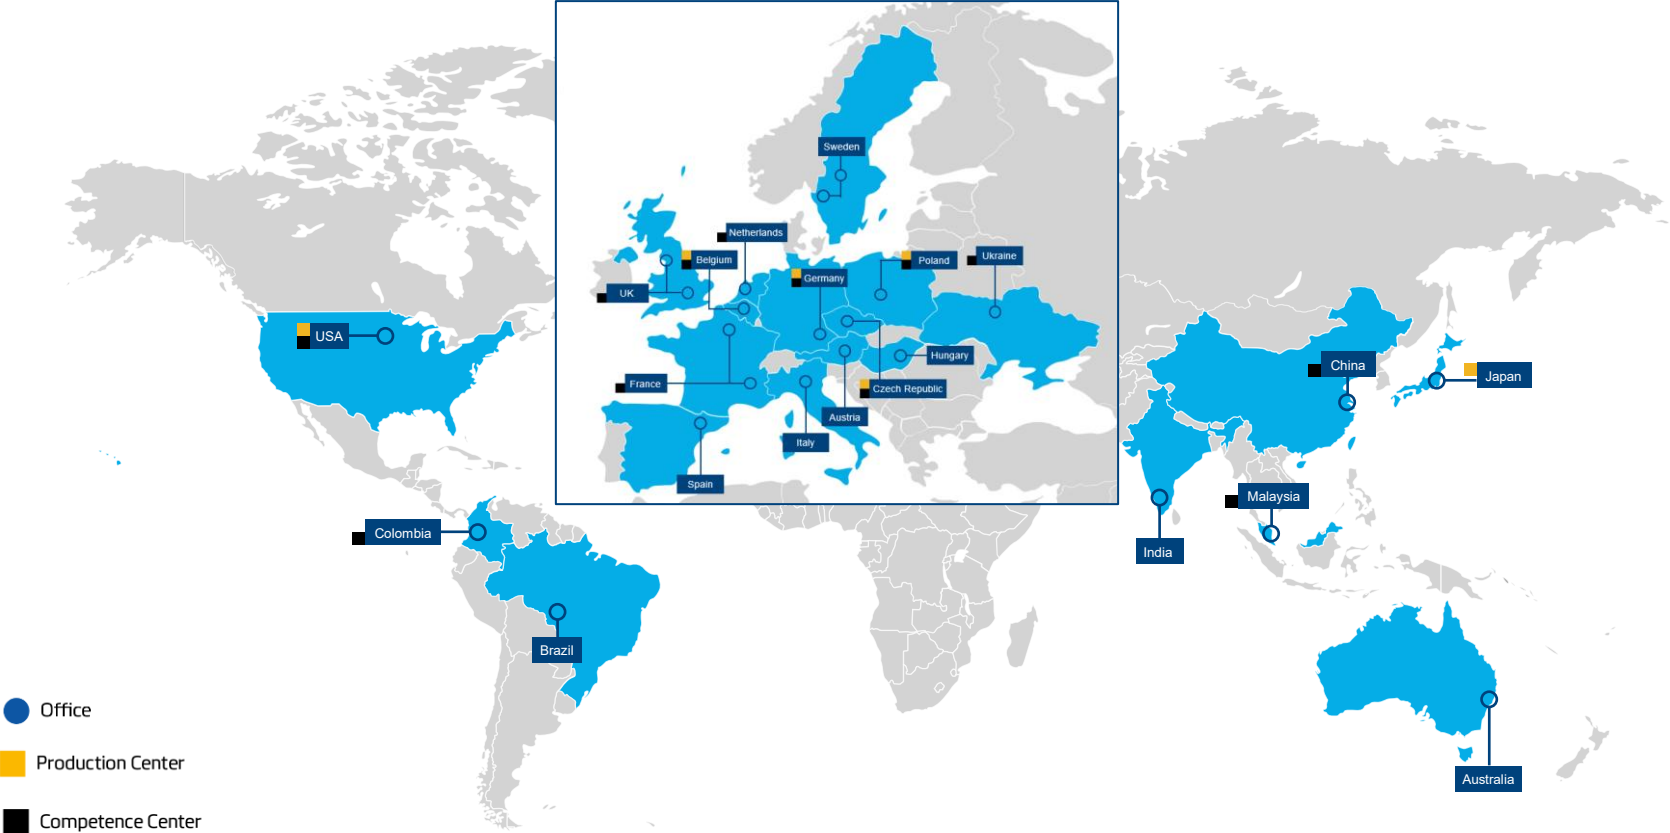 Sweden
Netherlands
Belgium
Poland
Ukraine
Germany
UK
USA
Hungary
China
Japan
France
Czech Republic
Austria
Italy
Spain
Malaysia
Colombia
India
Brazil
Office
Production Center
Australia
Competence Center